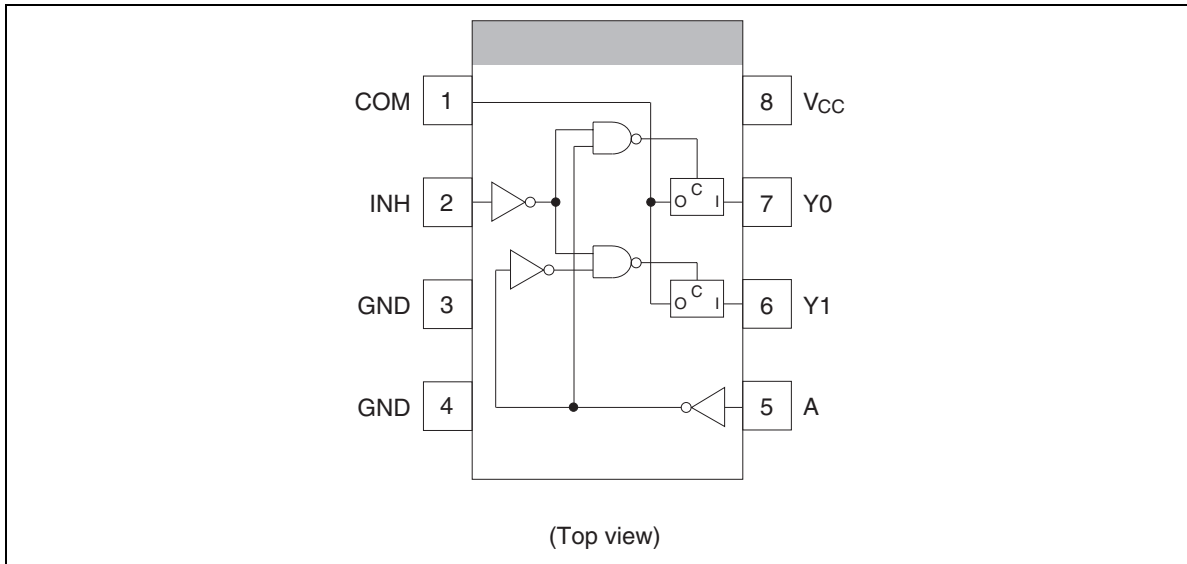 COM 1 8 VCC
C
INH 2 O I 7 Y0
C
GND 3 O I 6 Y1
GND 4 5 A
(Top view)